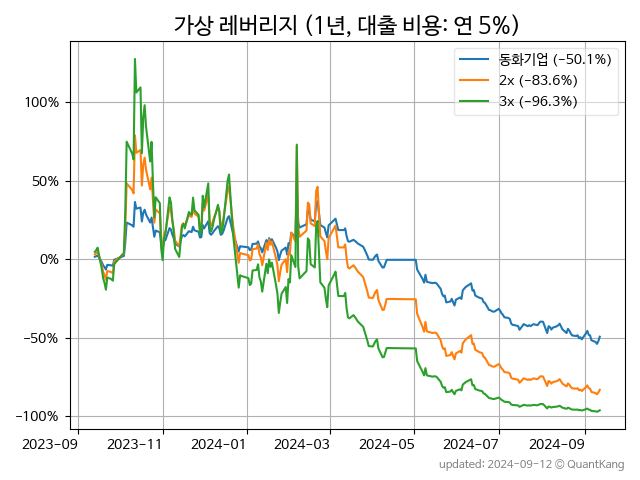 가상 레버리지 (1년, 대출 비용: 연 5%)
동화기업 (−50.1%)
2x (−83.6%)
3x (−96.3%)
100%
50%
0%
−50%
−100%
2023−09 2023−11 2024−01 2024−03 2024−05 2024−07 2024−09
updated: 2024−09−12 © QuantKang